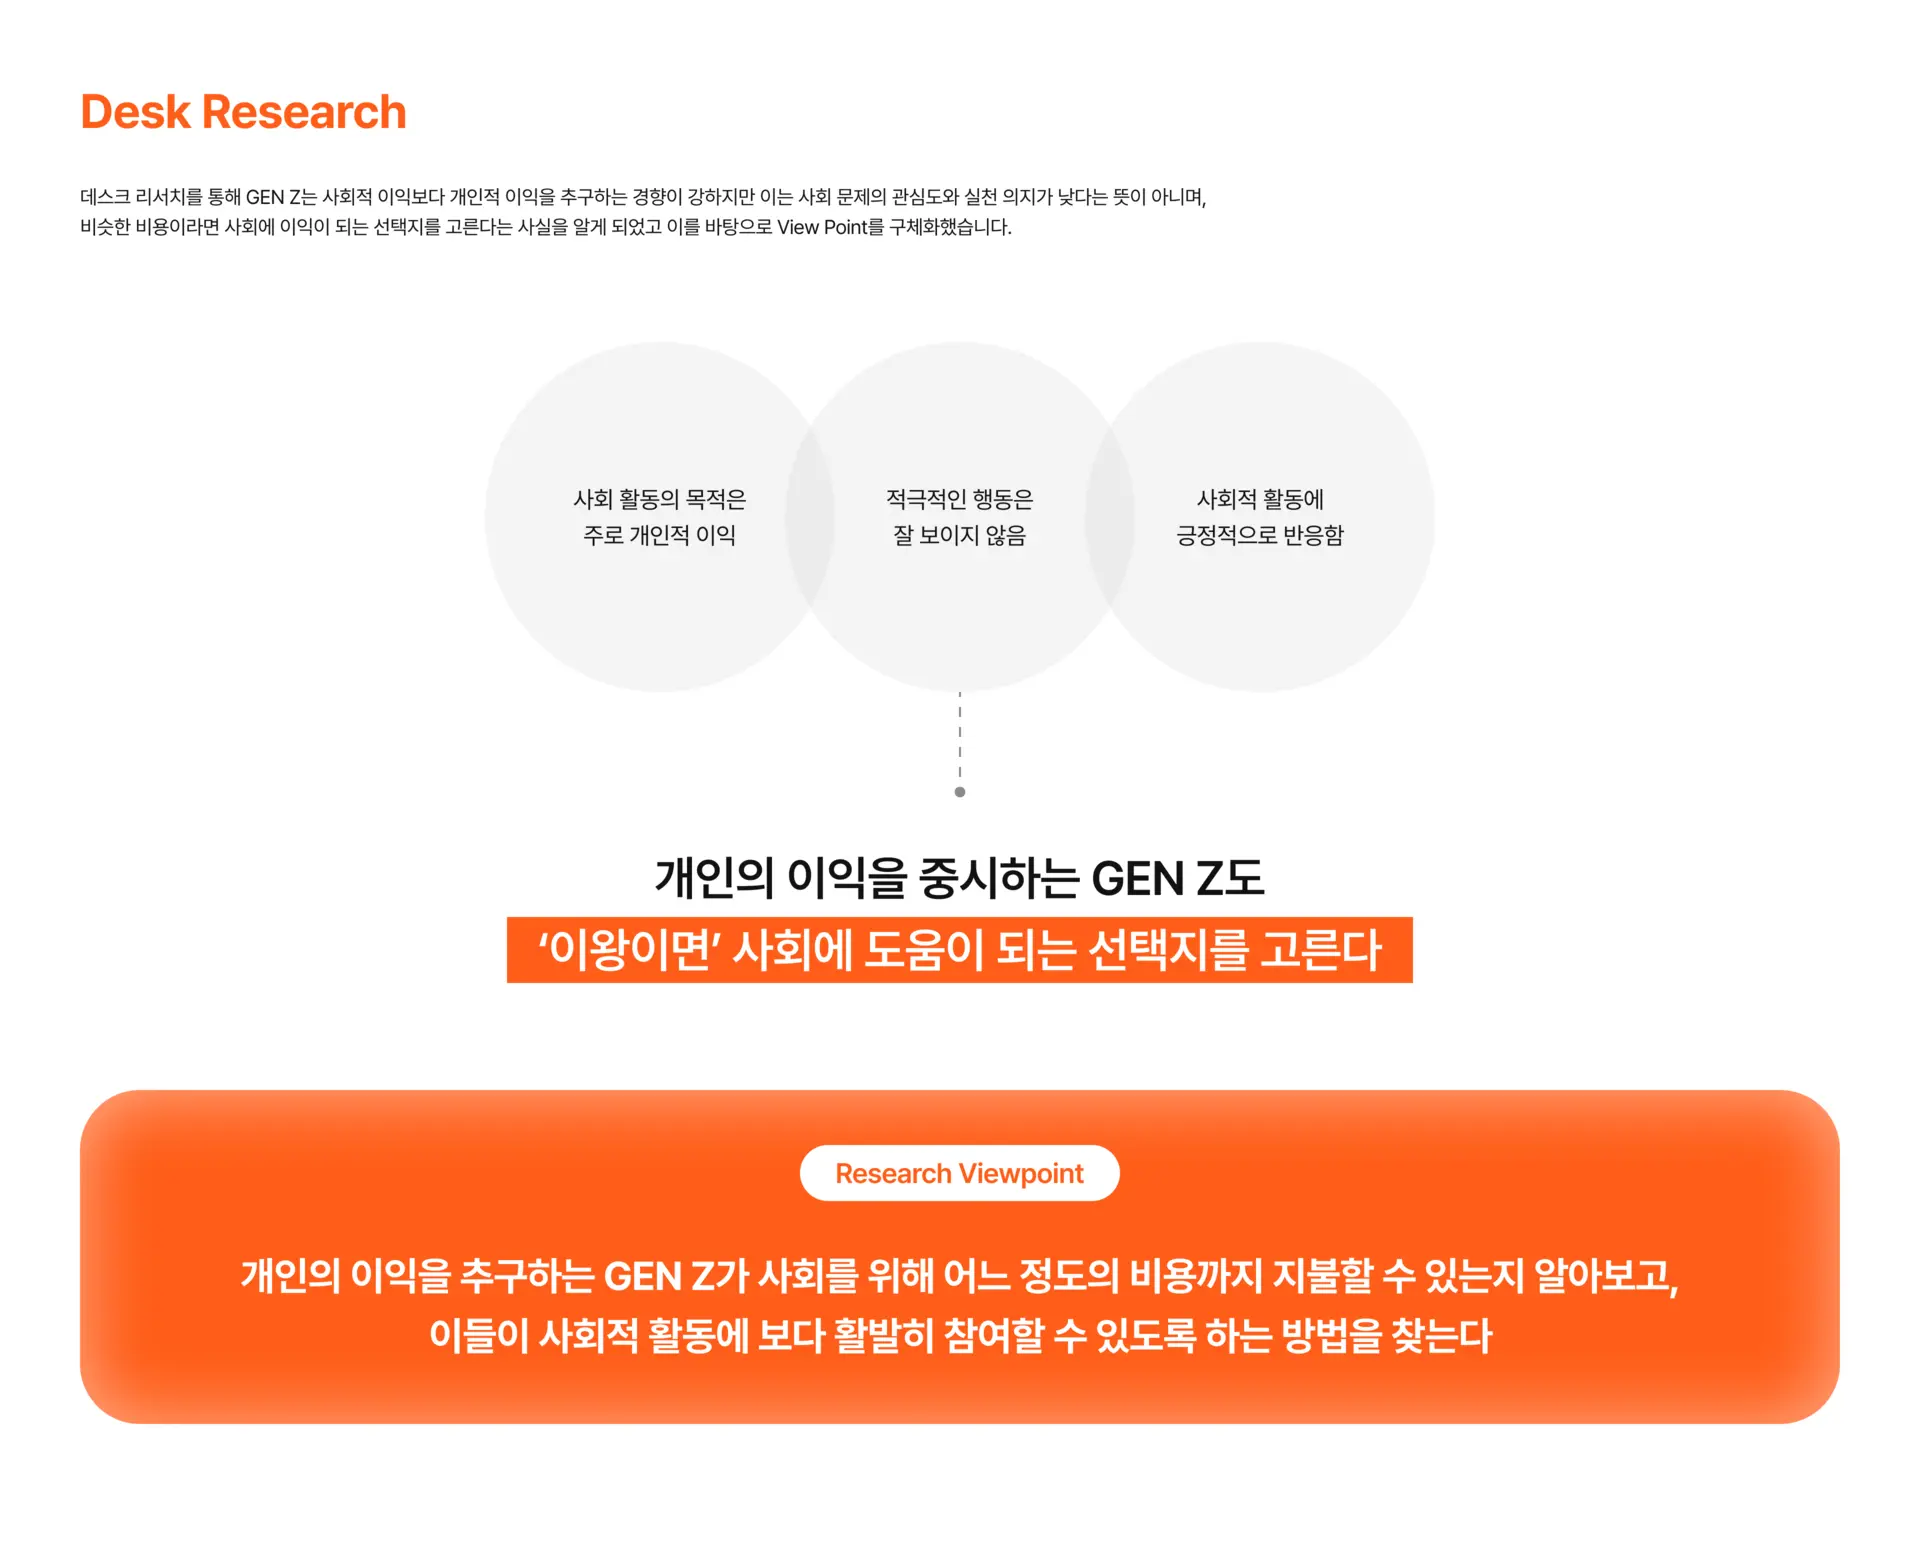 Desk Research
데스크 리서치를 통해 GEN Z는 사회적 이익보다 개인적 이익을 추구하는 경향이 강하지만 이는 사회 문제의 관심도와 실천 의지가 낮다는 뜻이 아니며,
비슷한 비용이라면 사회에 이익이 되는 선택지를 고른다는 사실을 알게 되었고 이를 바탕으로 View Point를 구체화했습니다.
사회 활동의 목적은
주로 개인적 이익
적극적인 행동은
잘 보이지 않음
사회적 활동에
긍정적으로 반응함
개인의 이익을 중시하는 GEN Z도
‘이왕이면’ 사회에 도움이 되는 선택지를 고른다
Research Viewpoint
개인의 이익을 추구하는 GEN Z가 사회를 위해 어느 정도의 비용까지 지불할 수 있는지 알아보고,
이들이 사회적 활동에 보다 활발히 참여할 수 있도록 하는 방법을 찾는다